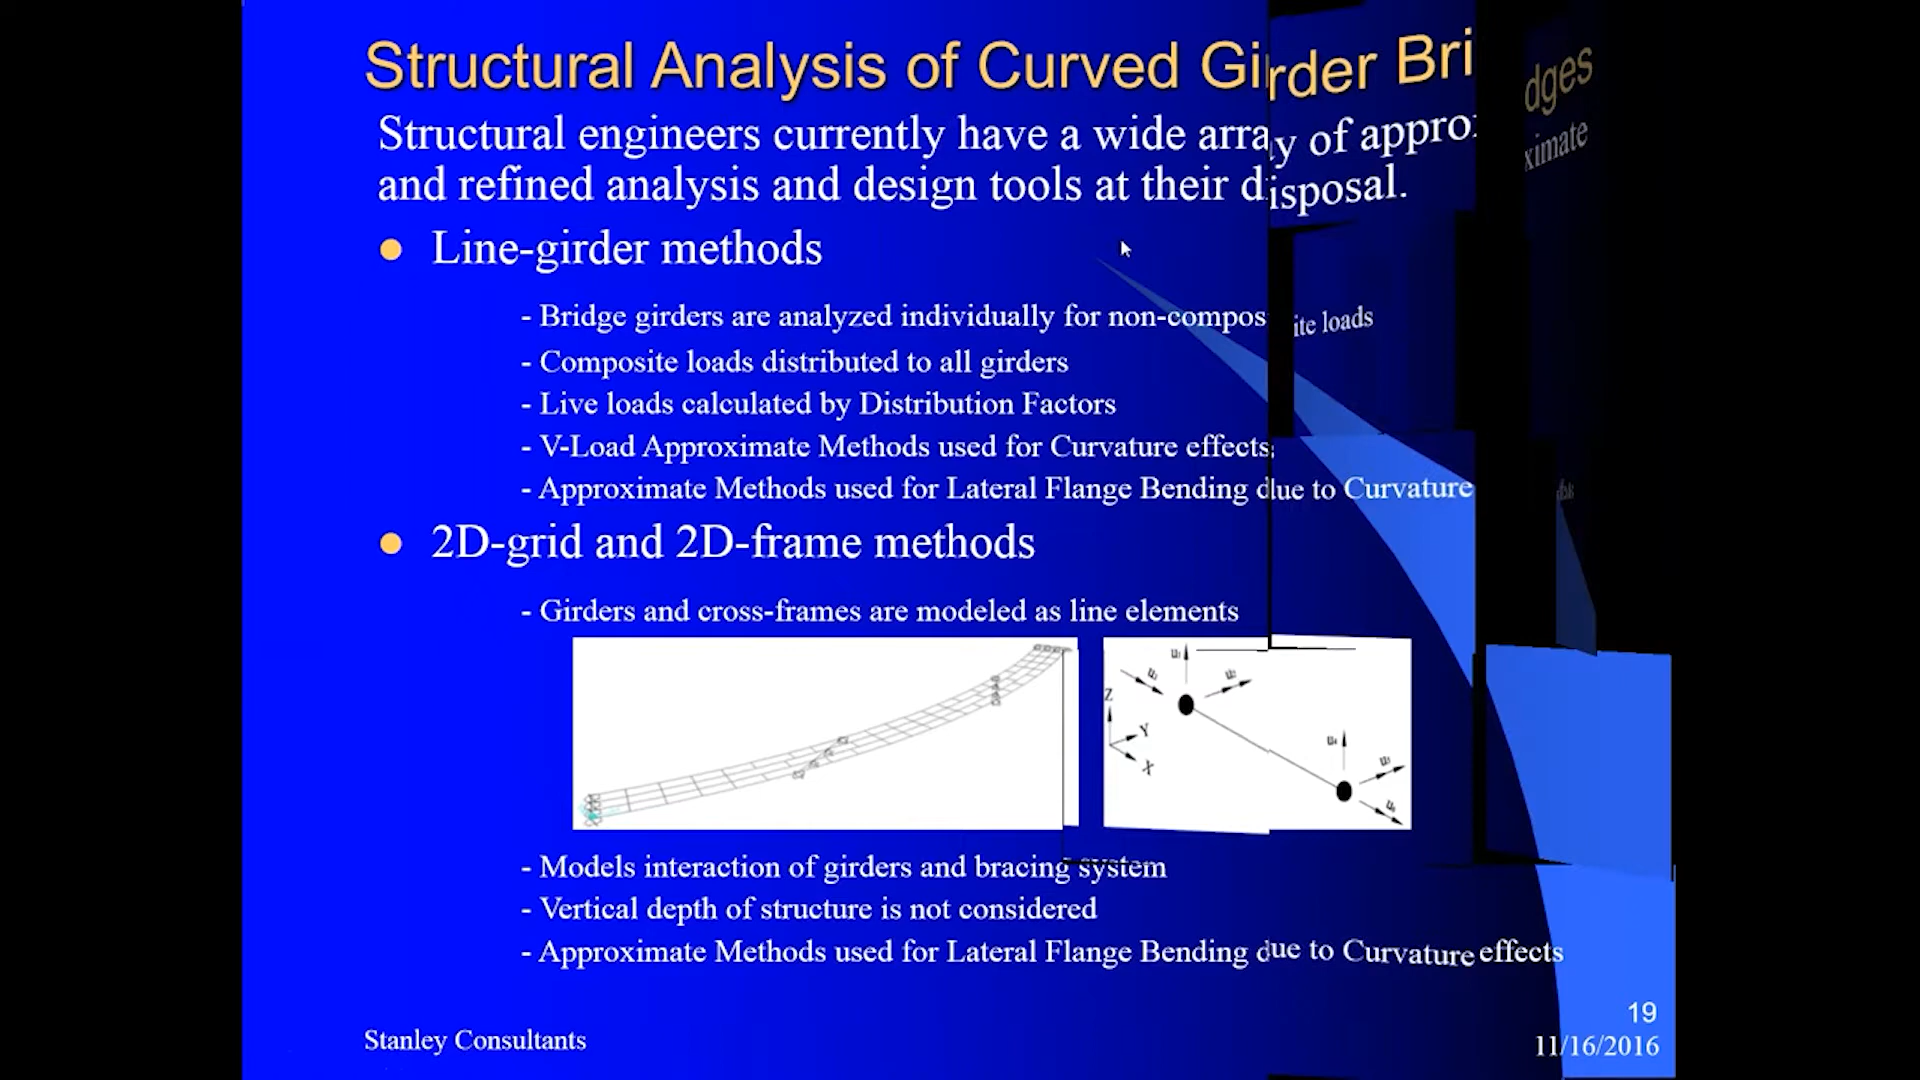 Structural Analysis of Curved Girder Bridges
Structural engineers currently have a wide array of approximate
and refined analysis and design tools at their disposal.
Line-girder methods
- Bridge girders are analyzed individually for non-composite loads
- Composite loads distributed to all girders
- Live loads calculated by Distribution Factors
- V-Load Approximate Methods used for Curvature effects
- Approximate Methods used for Lateral Flange Bending due to Curvature
2D-grid and 2D-frame methods
- Girders and cross-frames are modeled as line elements
Z
Y
X
- Models interaction of girders and bracing system
- Vertical depth of structure is not considered
- Approximate Methods used for Lateral Flange Bending due to Curvature effects
Stanley Consultants
19
11/16/2016